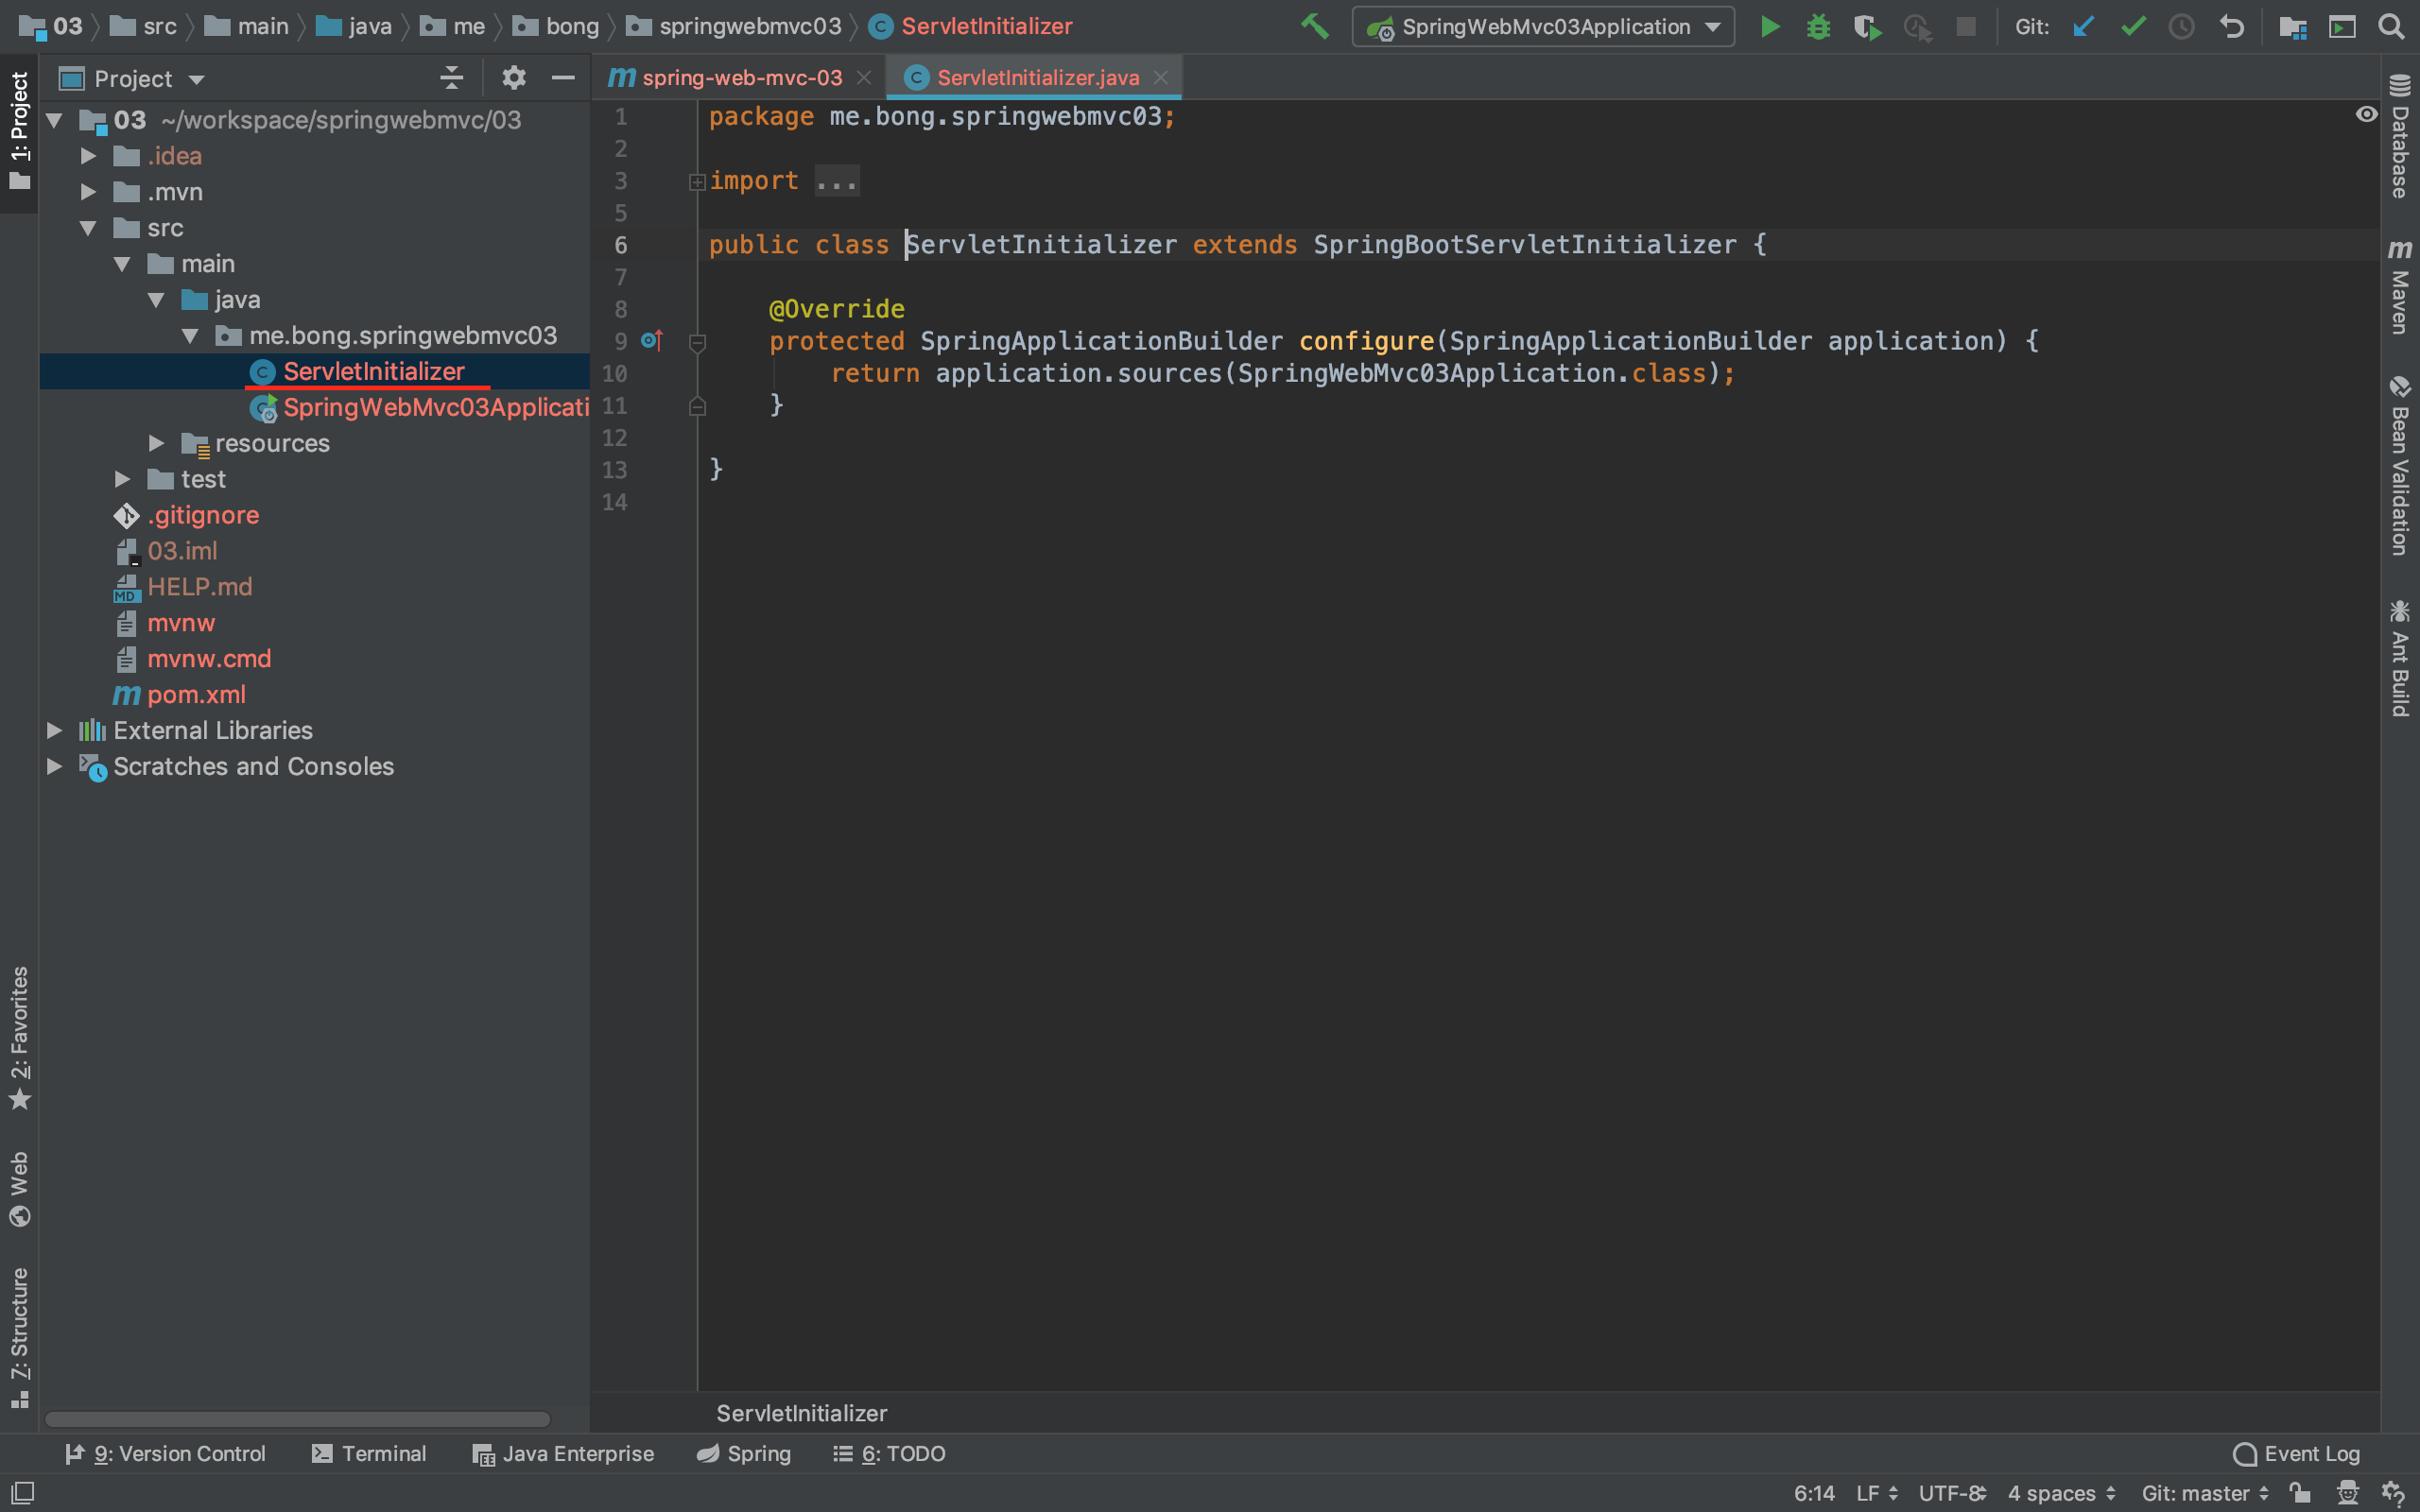 03 src main java me bong springwebmvc03 ServletInitializer
SpringWebMvc03Application
Git:
1: Project
Project
spring-web-mvc-03
ServletInitializer.java
03 ~/workspace/springwebmvc/03
.idea
.mvn
src
main
java
me.bong.springwebmvc03
ServletInitializer
SpringWebMvc03Applicati
resources
test
.gitignore
03.iml
HELP.md
mvnw
mvnw.cmd
pom.xml
External Libraries
Scratches and Consoles
1 package me.bong.springwebmvc03;
2
3 import ...
5
6 public class ServletInitializer extends SpringBootServletInitializer {
7
8 @Override
9 protected SpringApplicationBuilder configure(SpringApplicationBuilder application) {
10 return application.sources(SpringWebMvc03Application.class);
11 }
12
13 }
14
Database
Maven
Bean Validation
Ant Build
2: Favorites
Web
7: Structure
ServletInitializer
9: Version Control
Terminal
Java Enterprise
Spring
6: TODO
Event Log
6:14 LF UTF-8 4 spaces Git: master